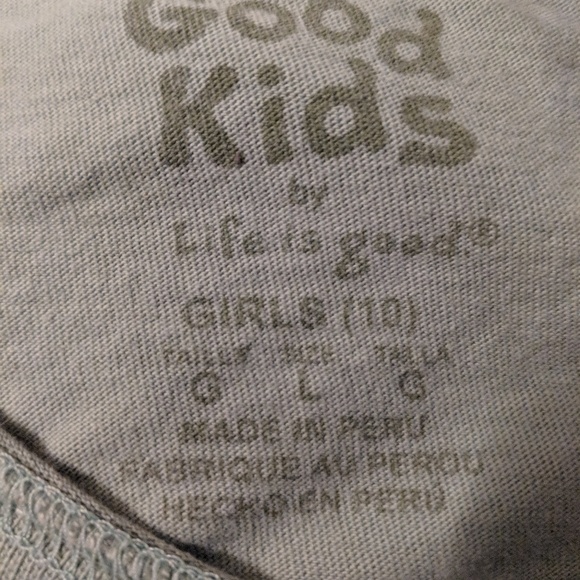 Good
Kids
by
Life is good.®
GIRLS (10)
TAILLE SIZE TALLA
G L G
MADE IN PERU
FABRIQUE AU PEROU
HECHO EN PERU